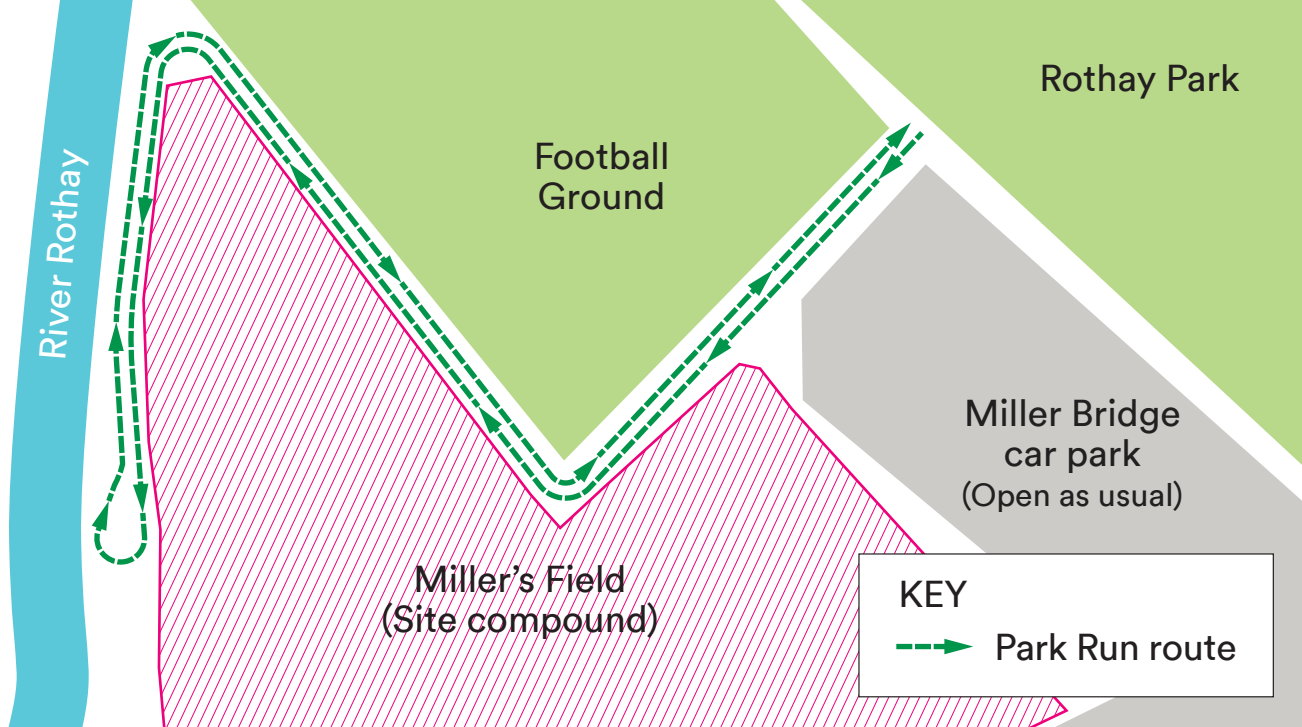 Rothay Park
Football
Ground
River Rothay
Miller Bridge
car park
(Open as usual)
Miller’s Field
(Site compound)
KEY
Park Run route